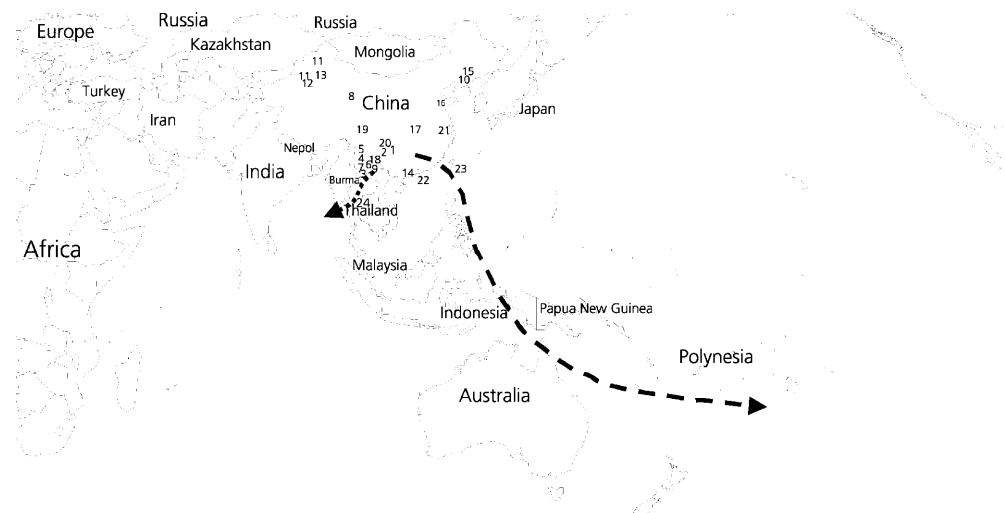 Russia
Russia
Europe
Kazakhstan
Mongolia
11
15
11 13
10
12
Turkey
8
China
16
Japan
Iran
19
17
21
20
Nepol
5
2 1
4 18
India
7 6
9
23
3
14
Burma
22
24
Thailand
Africa
Malaysia
Indonesia
Papua New Guinea
Polynesia
Australia